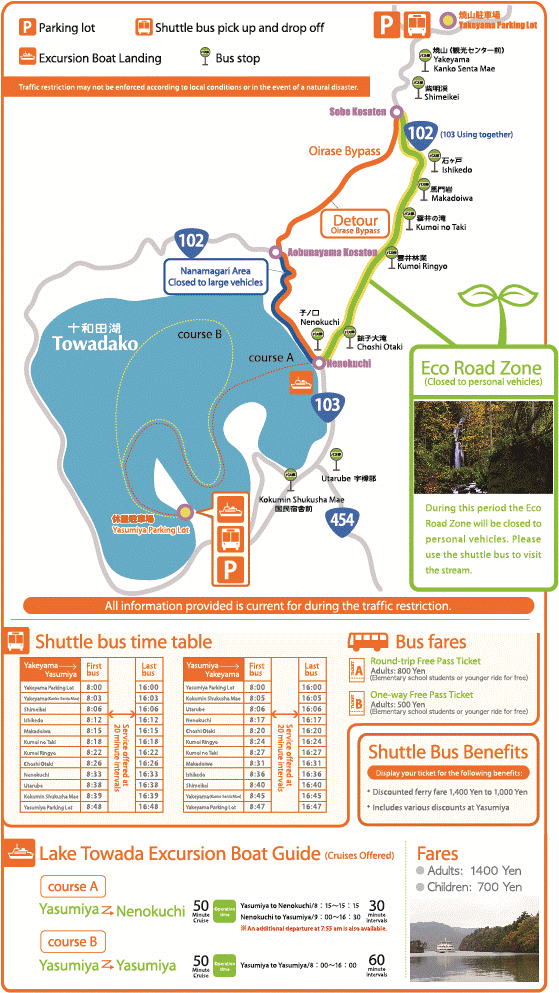 P Parking lot
Shuttle bus pick up and drop off
Excursion Boat Landing
Bus stop
Traffic restriction may not be enforced according to local conditions or in the event of a natural disaster.
P
焼山駐車場
Yakeyama Parking Lot
焼山 (観光センター前)
Yakeyama
Kanko Senta Mae
紫明渓
Shimeikei
Sobe Kosaten
102 (103 Using together)
Oirase Bypass
石ヶ戸
Ishikedo
馬門岩
Makadoiwa
Detour
Oirase Bypass
雲井の滝
Kumoi no Taki
102
Aobunayama Kosaten
雲井林業
Kumoi Ringyo
Nanamagari Area
Closed to large vehicles
子ノ口
Nenokuchi
十和田湖
Towadako
course B
course A
銚子大滝
Choshi Otaki
Nenokuchi
103
Eco Road Zone
(Closed to personal vehicles)
During this period the Eco
Road Zone will be closed to
personal vehicles. Please
use the shuttle bus to visit
the stream.
Utarube 宇樽部
Kokumin Shukusha Mae
国民宿舎前
休屋駐車場
Yasumiya Parking Lot
P
454
All information provided is current for during the traffic restriction.
Shuttle bus time table
Yakeyama Yasumiya First bus Last bus
Yakeyama Parking Lot 8:00 16:00
Yakeyama(Kanko Senta Mae) 8:03 16:03
Shimeikei 8:06 16:06
Ishikedo 8:12 16:12
Makadoiwa 8:15 16:15
Kumoi no Taki 8:18 16:18
Kumoi Ringyo 8:22 16:22
Choshi Otaki 8:26 16:26
Nenokuchi 8:33 16:33
Utarube 8:38 16:38
Kokumin Shukusha Mae 8:39 16:39
Yasumiya Parking Lot 8:48 16:48
Service offered at 20 minute intervals
Yasumiya Yakeyama First bus Last bus
Yasumiya Parking Lot 8:00 16:00
Kokumin Shukusha Mae 8:05 16:05
Utarube 8:06 16:06
Nenokuchi 8:17 16:17
Choshi Otaki 8:20 16:20
Kumoi Ringyo 8:24 16:24
Kumoi no Taki 8:27 16:27
Makadoiwa 8:31 16:31
Ishikedo 8:36 16:36
Shimeikei 8:40 16:40
Yakeyama(Kanko Senta Mae) 8:45 16:45
Yakeyama Parking Lot 8:47 16:47
Service offered at 20 minute intervals
Bus fares
TICKET A
Round-trip Free Pass Ticket
Adults: 800 Yen
(Elementary school students or younger ride for free)
TICKET B
One-way Free Pass Ticket
Adults: 500 Yen
(Elementary school students or younger ride for free)
Shuttle Bus Benefits
Display your ticket for the following benefits:
• Discounted ferry fare 1,400 Yen to 1,000 Yen
• Includes various discounts at Yasumiya
Lake Towada Excursion Boat Guide (Cruises Offered)
course A
Yasumiya Nenokuchi
50 Minute Cruise
Operation time
Yasumiya to Nenokuchi/8：15〜15：15
Nenokuchi to Yasumiya/9：00〜16：30
※An additional departure at 7:55 am is also available.
30 minute intervals
course B
Yasumiya Yasumiya
50 Minute Cruise
Operation time
Yasumiya to Yasumiya/8：00〜16：00
60 minute intervals
Fares
Adults: 1400 Yen
Children: 700 Yen